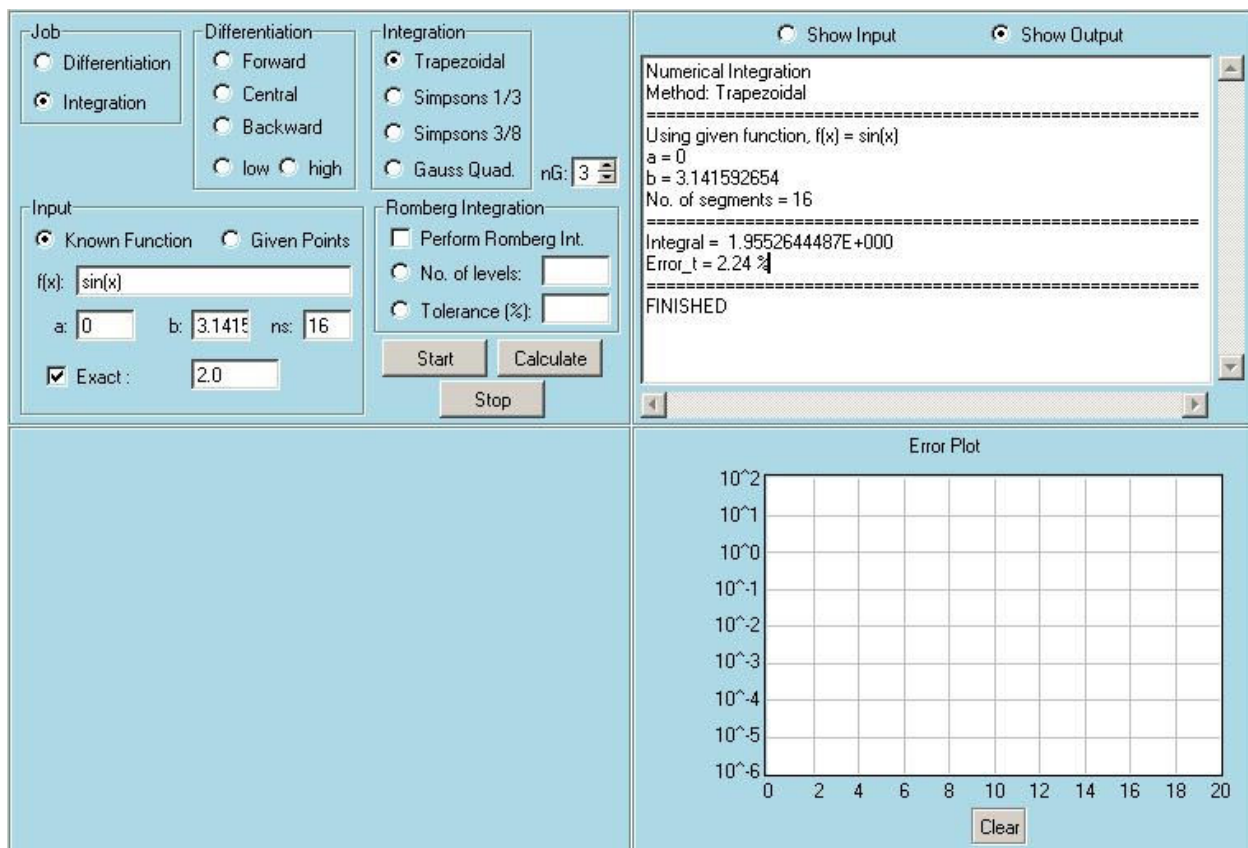 Job
Differentiation
Integration
Differentiation
Forward
Central
Backward
low high
Integration
Trapezoidal
Simpsons 1/3
Simpsons 3/8
Gauss Quad.
nG: 3
Input
Known Function Given Points
f(x): sin(x)
a: 0 b: 3.1415 ns: 16
Exact : 2.0
Romberg Integration
Perform Romberg Int.
No. of levels:
Tolerance (%):
Start Calculate
Stop
Show Input Show Output
Numerical Integration
Method: Trapezoidal
========================================================
Using given function, f(x) = sin(x)
a = 0
b = 3.141592654
No. of segments = 16
========================================================
Integral = 1.9552644487E+000
Error_t = 2.24 %
========================================================
FINISHED
Error Plot
10^2
10^1
10^0
10^-1
10^-2
10^-3
10^-4
10^-5
10^-6
0 2 4 6 8 10 12 14 16 18 20
Clear